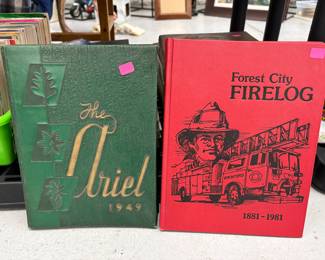 The
Ariel
1949
Forest City
FIRELOG
1881-1981